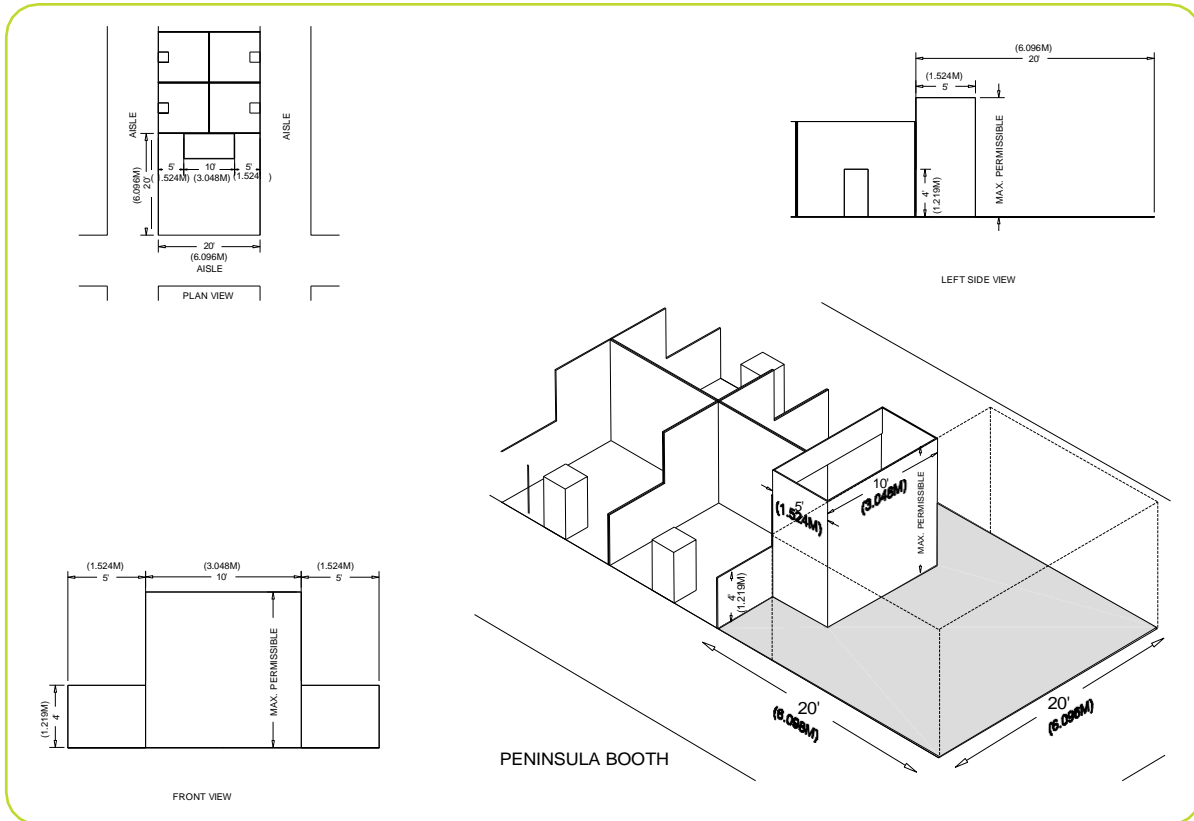 AISLE
AISLE
5' 10' 5'
(1.524M) (3.048M) (1.524 )
20'
(6.096M)
20'
(6.096M)
AISLE
PLAN VIEW
(6.096M)
20'
(1.524M)
5'
MAX. PERMISSIBLE
4'
(1.219M)
LEFT SIDE VIEW
(1.524M) (3.048M) (1.524M)
5' 10' 5'
MAX. PERMISSIBLE
(1.219M)
4'
FRONT VIEW
5'
(1.524M)
10'
(3.048M)
MAX. PERMISSIBLE
4'
(1.219M)
20'
(6.096M)
20'
(6.096M)
PENINSULA BOOTH